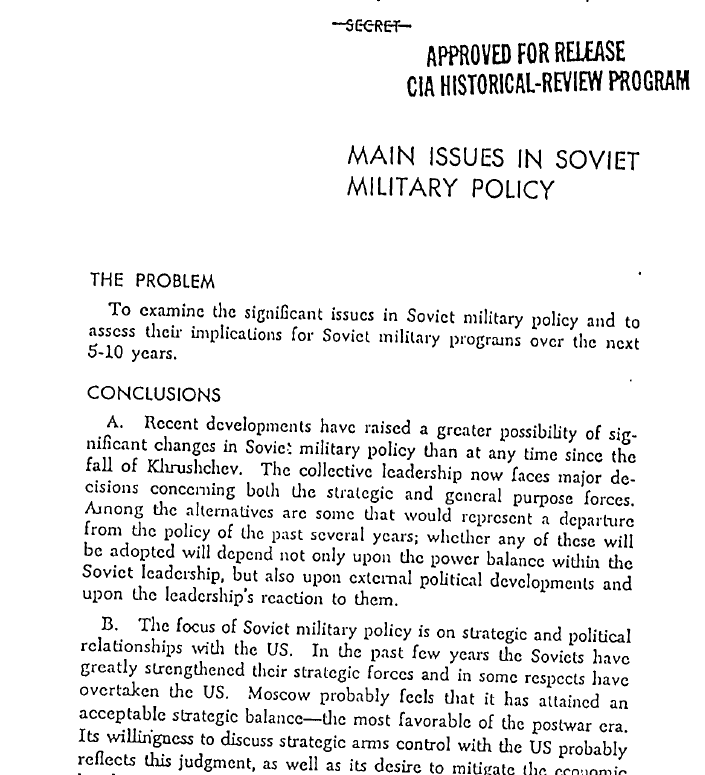 SECRET
APPROVED FOR RELEASE
CIA HISTORICAL-REVIEW PROGRAM
MAIN ISSUES IN SOVIET
MILITARY POLICY
THE PROBLEM
To examine the significant issues in Soviet military policy and to
assess their implications for Soviet military programs over the next
5-10 years.
CONCLUSIONS
A. Recent developments have raised a greater possibility of sig-
nificant changes in Soviet military policy than at any time since the
fall of Khrushchev. The collective leadership now faces major de-
cisions concerning both the strategic and general purpose forces.
Among the alternatives are some that would represent a departure
from the policy of the past several years; whether any of these will
be adopted will depend not only upon the power balance within the
Soviet leadership, but also upon external political developments and
upon the leadership's reaction to them.
B. The focus of Soviet military policy is on strategic and political
relationships with the US. In the past few years the Soviets have
greatly strengthened their strategic forces and in some respects have
overtaken the US. Moscow probably feels that it has attained an
acceptable strategic balance—the most favorable of the postwar era.
Its willingness to discuss strategic arms control with the US probably
reflects this judgment, as well as its desire to mitigate the economic